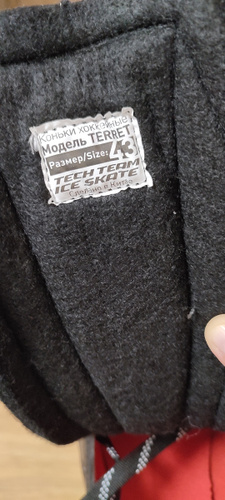 Коньки хоккейные
Модель TERRET
Размер/Size: 43
TECH TEAM
ICE SKATE
Сделано в Китае